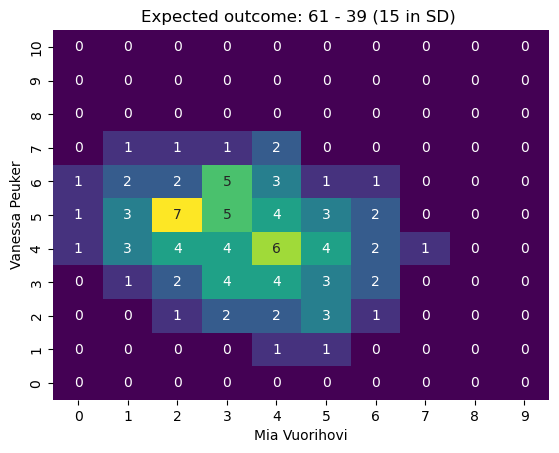 Expected outcome: 61 - 39 (15 in SD)
10 0 0 0 0 0 0 0 0 0 0
9 0 0 0 0 0 0 0 0 0 0
8 0 0 0 0 0 0 0 0 0 0
7 0 1 1 1 2 0 0 0 0 0
6 1 2 2 5 3 1 1 0 0 0
5 1 3 7 5 4 3 2 0 0 0
4 1 3 4 4 6 4 2 1 0 0
3 0 1 2 4 4 3 2 0 0 0
2 0 0 1 2 2 3 1 0 0 0
1 0 0 0 0 1 1 0 0 0 0
0 0 0 0 0 0 0 0 0 0 0
0 1 2 3 4 5 6 7 8 9
Vanessa Peuker
Mia Vuorihovi